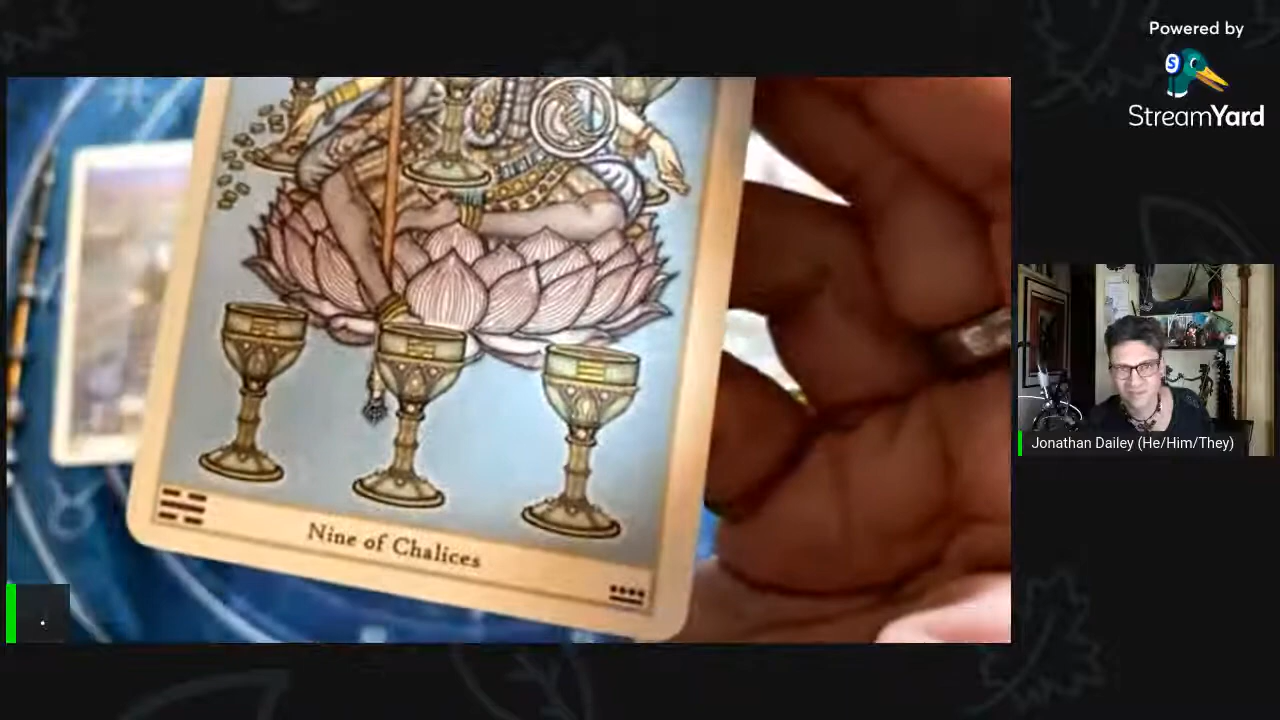 Powered by
S
StreamYard
Jonathan Dailey (He/Him/They)
Nine of Chalices
.